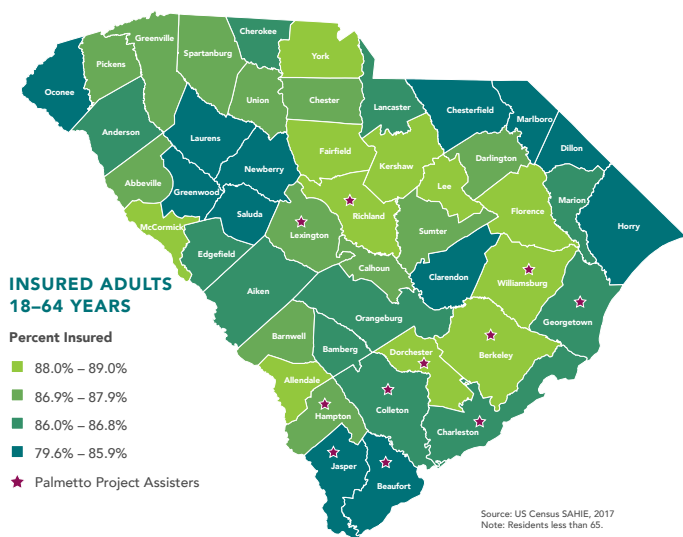 Cherokee
Greenville
York
Spartanburg
Pickens
Oconee
Union
Chester
Lancaster
Chesterfield
Marlboro
Anderson
Laurens
Dillon
Fairfield
Newberry
Kershaw
Darlington
Abbeville
Lee
Greenwood
Marion
Saluda
Richland
Florence
Horry
McCormick
Lexington
Sumter
Edgefield
Calhoun
Clarendon
Williamsburg
Aiken
Orangeburg
Georgetown
Barnwell
Bamberg
Dorchester
Berkeley
Allendale
Colleton
Hampton
Charleston
Jasper
Beaufort
INSURED ADULTS
18–64 YEARS
Percent Insured
88.0% – 89.0%
86.9% – 87.9%
86.0% – 86.8%
79.6% – 85.9%
Palmetto Project Assisters
Source: US Census SAHIE, 2017
Note: Residents less than 65.